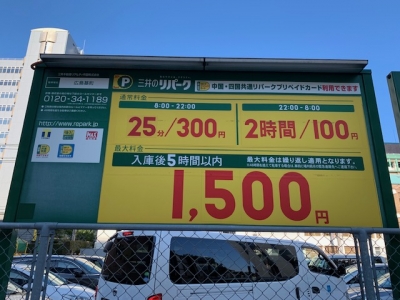 三井のリパーク
P 中国・四国共通リパークプリペイドカード利用できます
0120-34-1189
http://www.repark.jp
通常料金
8:00-22:00
25分/300円
22:00-8:00
2時間/100円
最大料金
入庫後5時間以内
最大料金は繰り返し適用となります。
1,500円